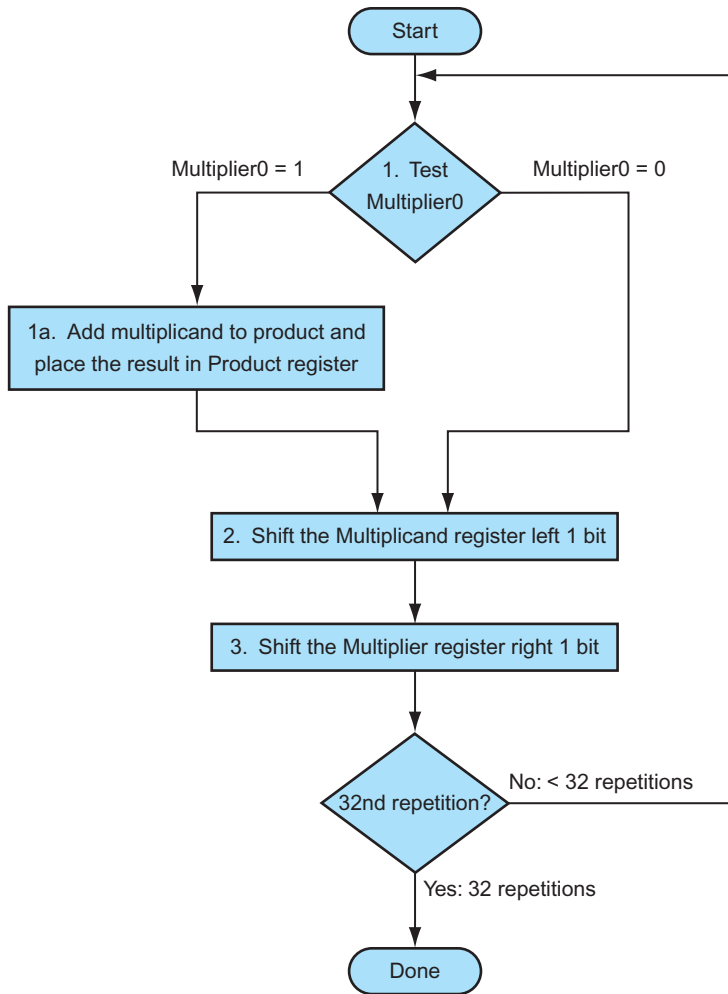 Start
Multiplier0 = 1
1. Test
Multiplier0
Multiplier0 = 0
1a. Add multiplicand to product and
place the result in Product register
2. Shift the Multiplicand register left 1 bit
3. Shift the Multiplier register right 1 bit
32nd repetition?
No: < 32 repetitions
Yes: 32 repetitions
Done